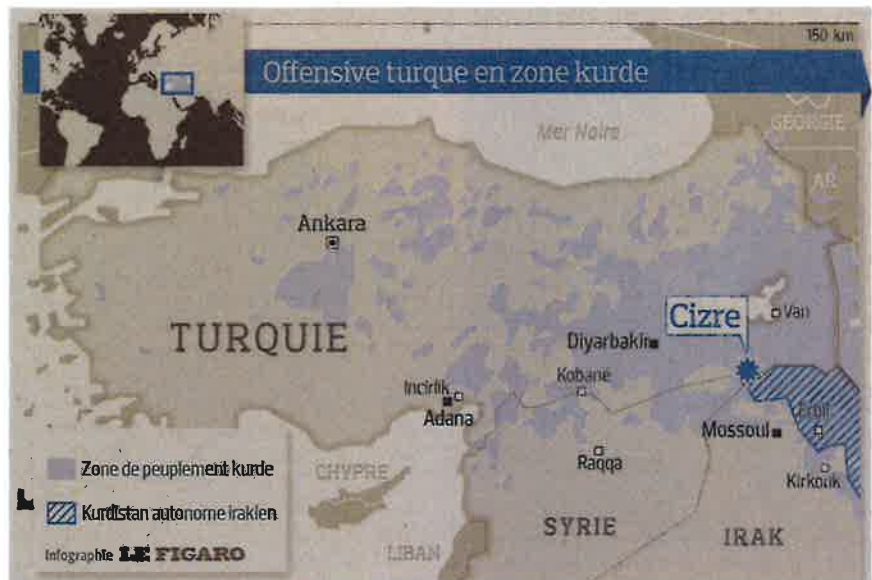 150 km
Offensive turque en zone kurde
Mer Noire
GÉORGIE
AR.
Ankara
TURQUIE
Cizre
Van
Diyarbakir
Kobané
Incirlik
Adana
Erbil
Mossoul
Raqqa
Kirkouk
Zone de peuplement kurde
CHYPRE
Kurdistan autonome irakien
SYRIE
IRAK
Infographie LE FIGARO
LIBAN